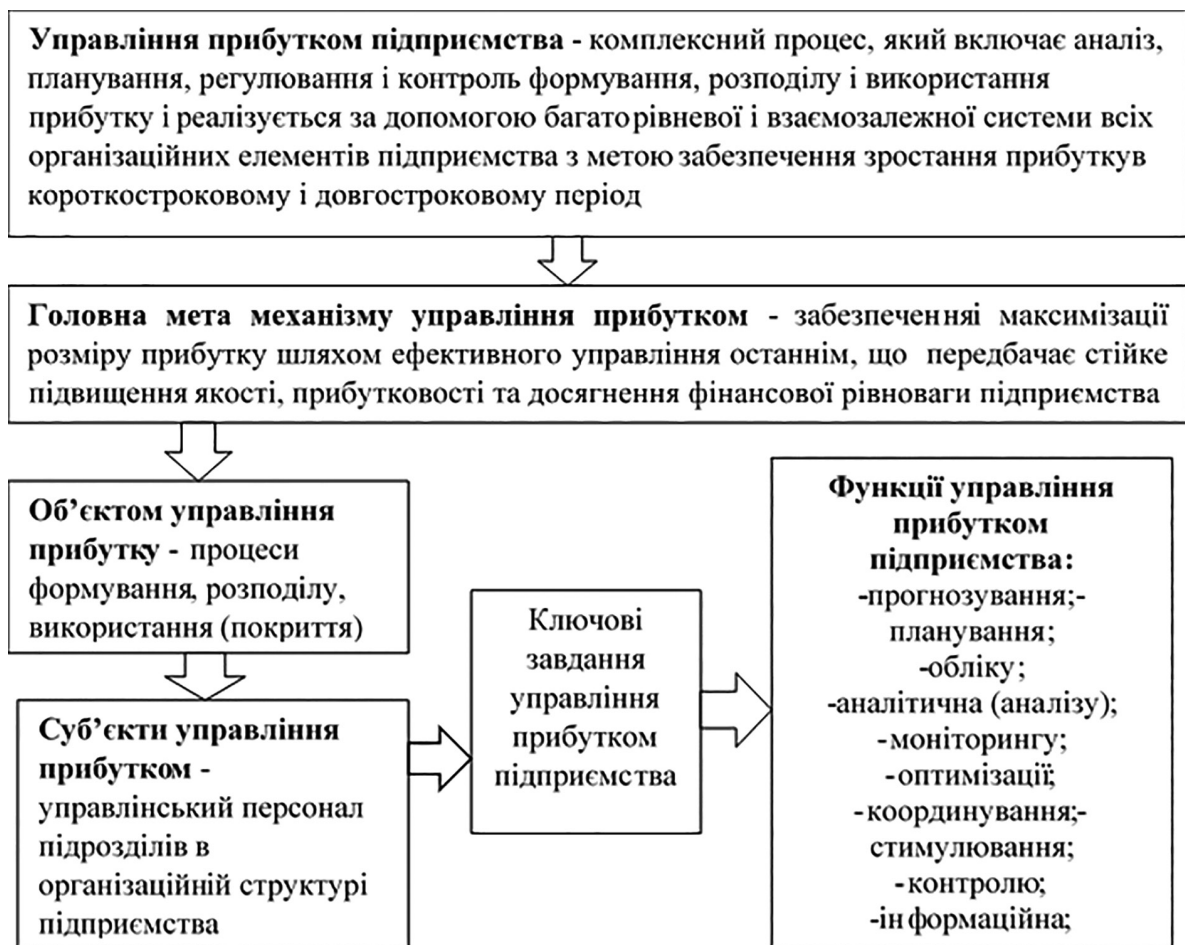 Управління прибутком підприємства - комплексний процес, який включає аналіз,
планування, регулювання і контроль формування, розподілу і використання
прибутку і реалізується за допомогою багаторівневої і взаємозалежної системи всіх
організаційних елементів підприємства з метою забезпечення зростання прибуткув
короткостроковому і довгостроковому період
Головна мета механізму управління прибутком - забезпеченняі максимізації
розміру прибутку шляхом ефективного управління останнім, що передбачає стійке
підвищення якості, прибутковості та досягнення фінансової рівноваги підприємства
Об’єктом управління
прибутку - процеси
формування, розподілу,
використання (покриття)
Суб’єкти управління
прибутком -
управлінський персонал
підрозділів в
організаційній структурі
підприємства
Ключові
завдання
управління
прибутком
підприємства
Функції управління
прибутком
підприємства:
-прогнозування;-
планування;
-обліку;
-аналітична (аналізу);
-моніторингу;
-оптимізації;
-координування;-
стимулювання;
-контролю;
-інформаційна;